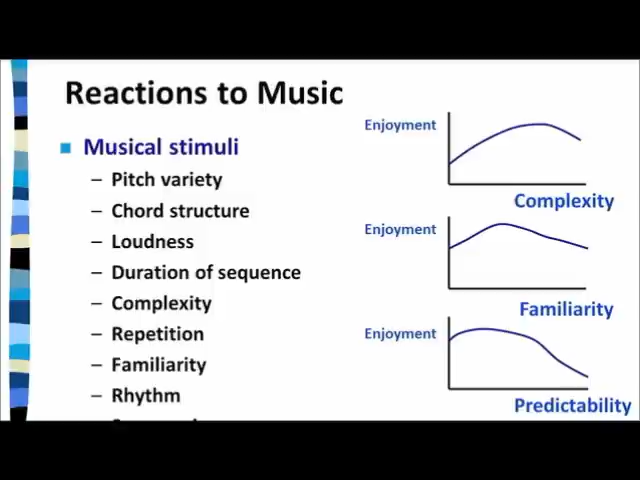 Reactions to Music
Musical stimuli
– Pitch variety
– Chord structure
– Loudness
– Duration of sequence
– Complexity
– Repetition
– Familiarity
– Rhythm
Enjoyment
Complexity
Enjoyment
Familiarity
Enjoyment
Predictability